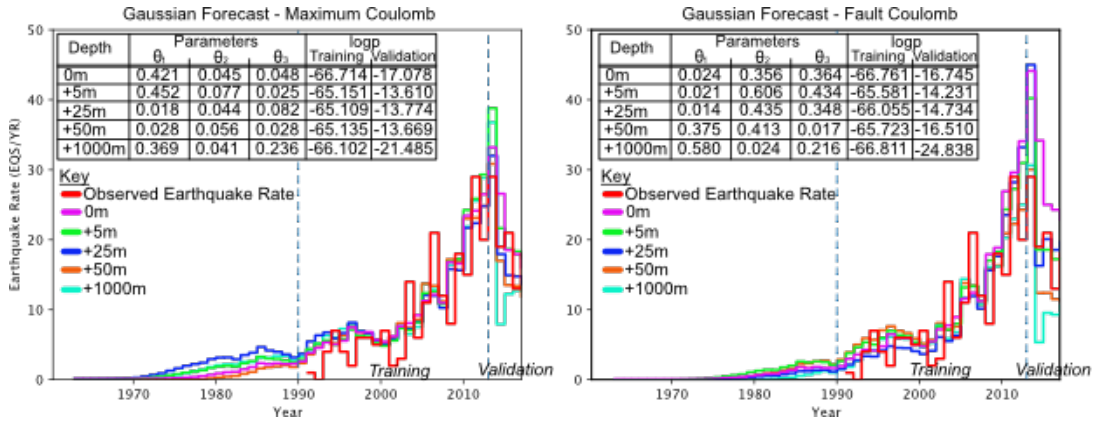 Gaussian Forecast - Maximum Coulomb
Depth Parameters logp
θ₁ θ₂ θ₃ Training Validation
0m 0.421 0.045 0.048 -66.714 -17.078
+5m 0.452 0.077 0.025 -65.151 -13.610
+25m 0.018 0.044 0.082 -65.109 -13.774
+50m 0.028 0.056 0.028 -65.135 -13.669
+1000m 0.369 0.041 0.236 -66.102 -21.485
Key
Observed Earthquake Rate
0m
+5m
+25m
+50m
+1000m
Training
Validation
Earthquake Rate (EQS/YR)
50
40
30
20
10
0
1970 1980 1990 2000 2010
Year
Gaussian Forecast - Fault Coulomb
Depth Parameters logp
θ₁ θ₂ θ₃ Training Validation
0m 0.024 0.356 0.364 -66.761 -16.745
+5m 0.021 0.606 0.434 -65.581 -14.231
+25m 0.014 0.435 0.348 -66.055 -14.734
+50m 0.375 0.413 0.017 -65.723 -16.510
+1000m 0.580 0.024 0.216 -66.811 -24.838
Key
Observed Earthquake Rate
0m
+5m
+25m
+50m
+1000m
Training
Validation
50
40
30
20
10
0
1970 1980 1990 2000 2010
Year